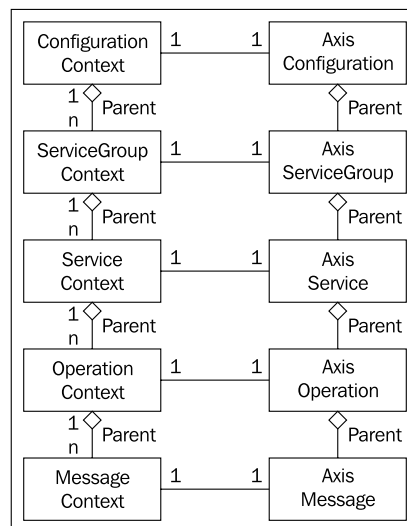 Configuration 1 1 Axis
Context Configuration
1 Parent Parent
n
ServiceGroup 1 1 Axis
Context ServiceGroup
1 Parent Parent
n
Service 1 1 Axis
Context Service
1 Parent Parent
n
Operation 1 1 Axis
Context Operation
1 Parent Parent
n
Message 1 1 Axis
Context Message